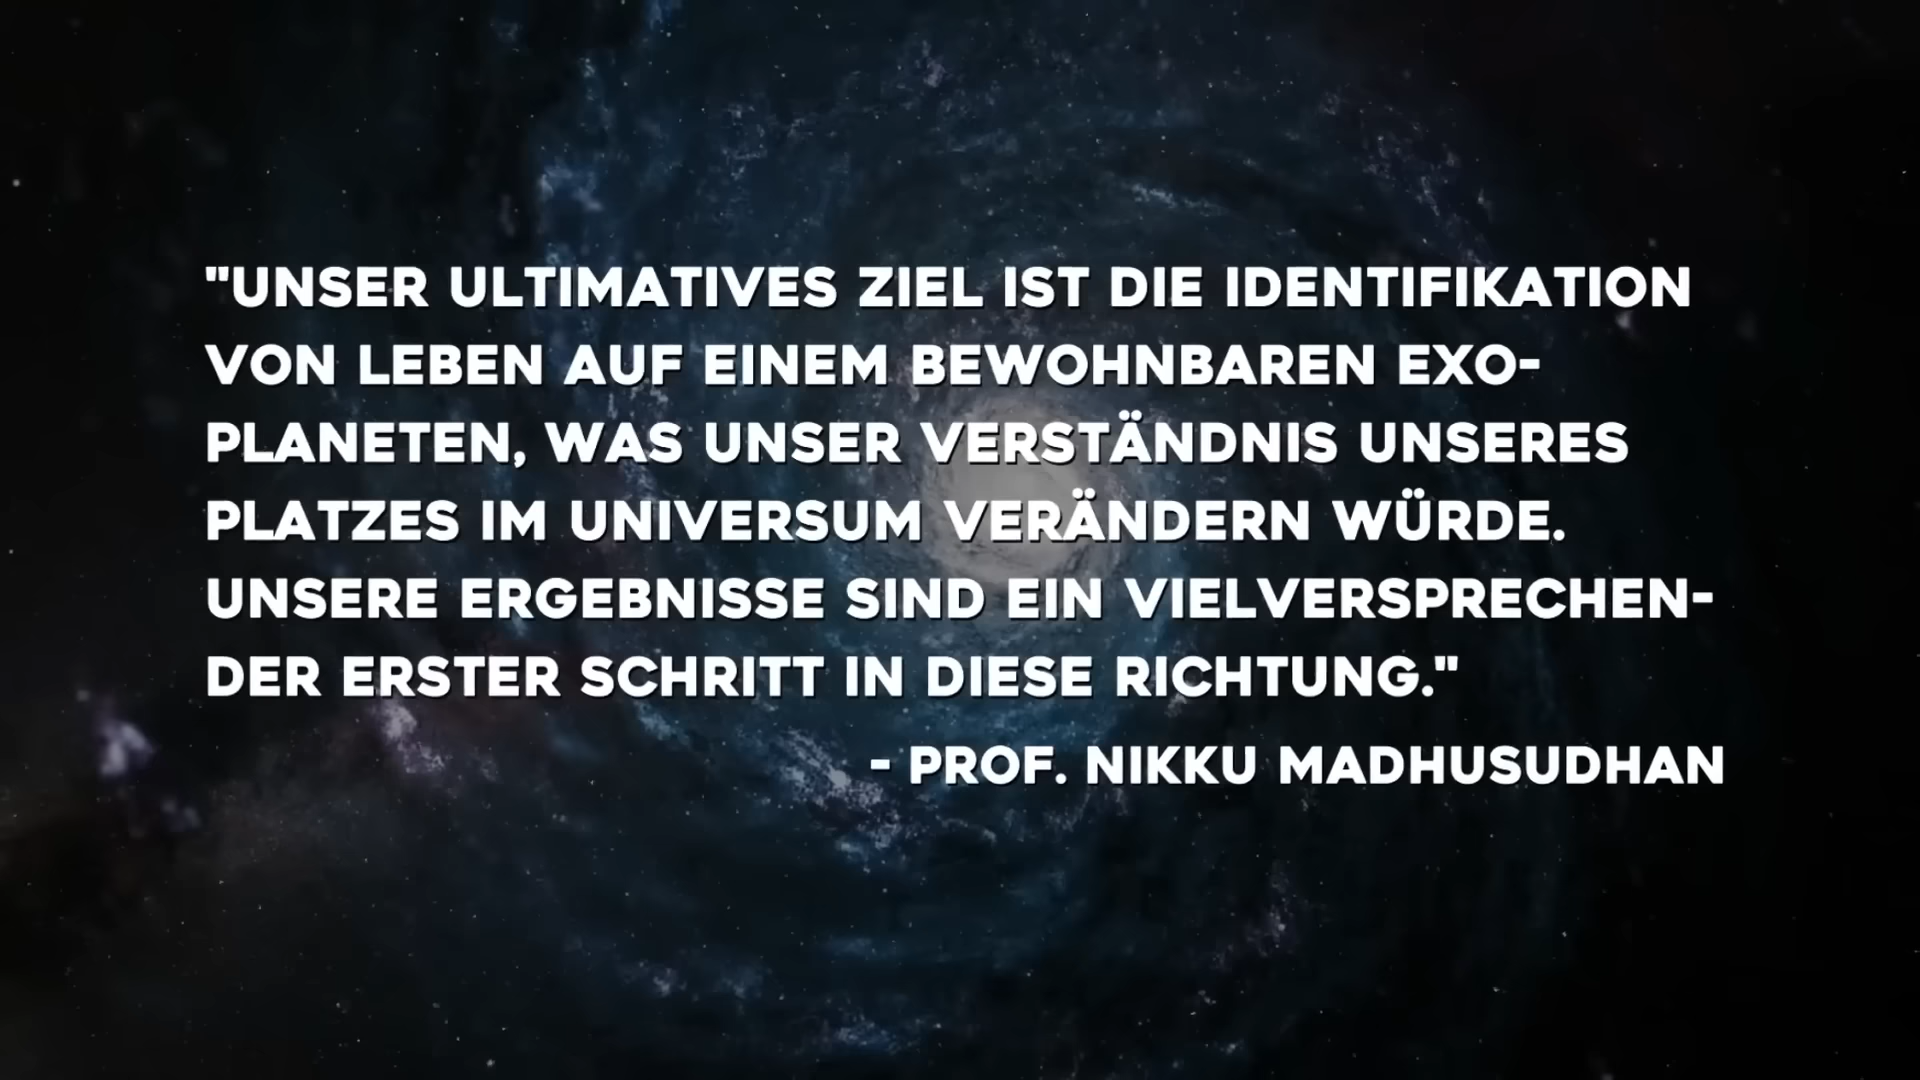 "UNSER ULTIMATIVES ZIEL IST DIE IDENTIFIKATION
VON LEBEN AUF EINEM BEWOHNBAREN EXO-
PLANETEN, WAS UNSER VERSTÄNDNIS UNSERES
PLATZES IM UNIVERSUM VERÄNDERN WÜRDE.
UNSERE ERGEBNISSE SIND EIN VIELVERSPRECHEN-
DER ERSTER SCHRITT IN DIESE RICHTUNG."
- PROF. NIKKU MADHUSUDHAN